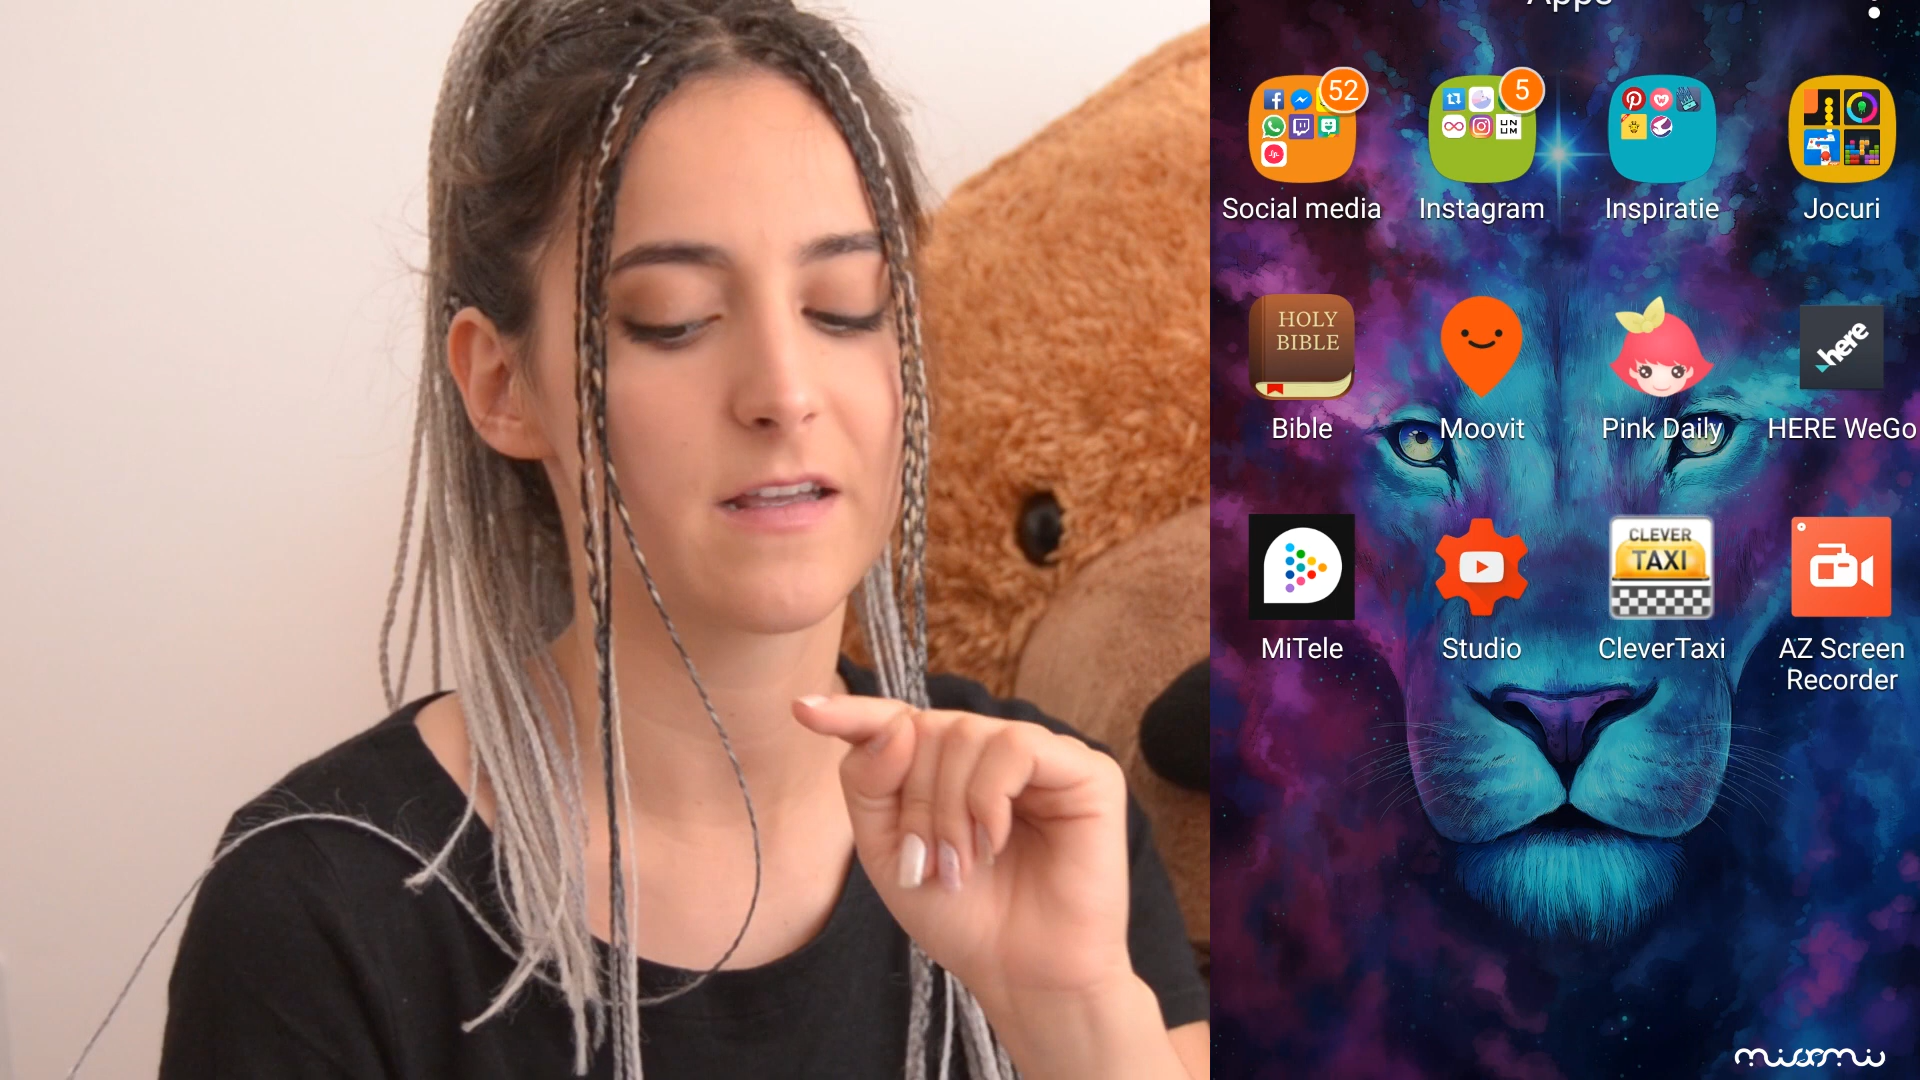 Apps
52
5
Social media
Instagram
Inspiratie
Jocuri
HOLY
BIBLE
here
Bible
Moovit
Pink Daily
HERE WeGo
CLEVER
TAXI
MiTele
Studio
CleverTaxi
AZ Screen
Recorder